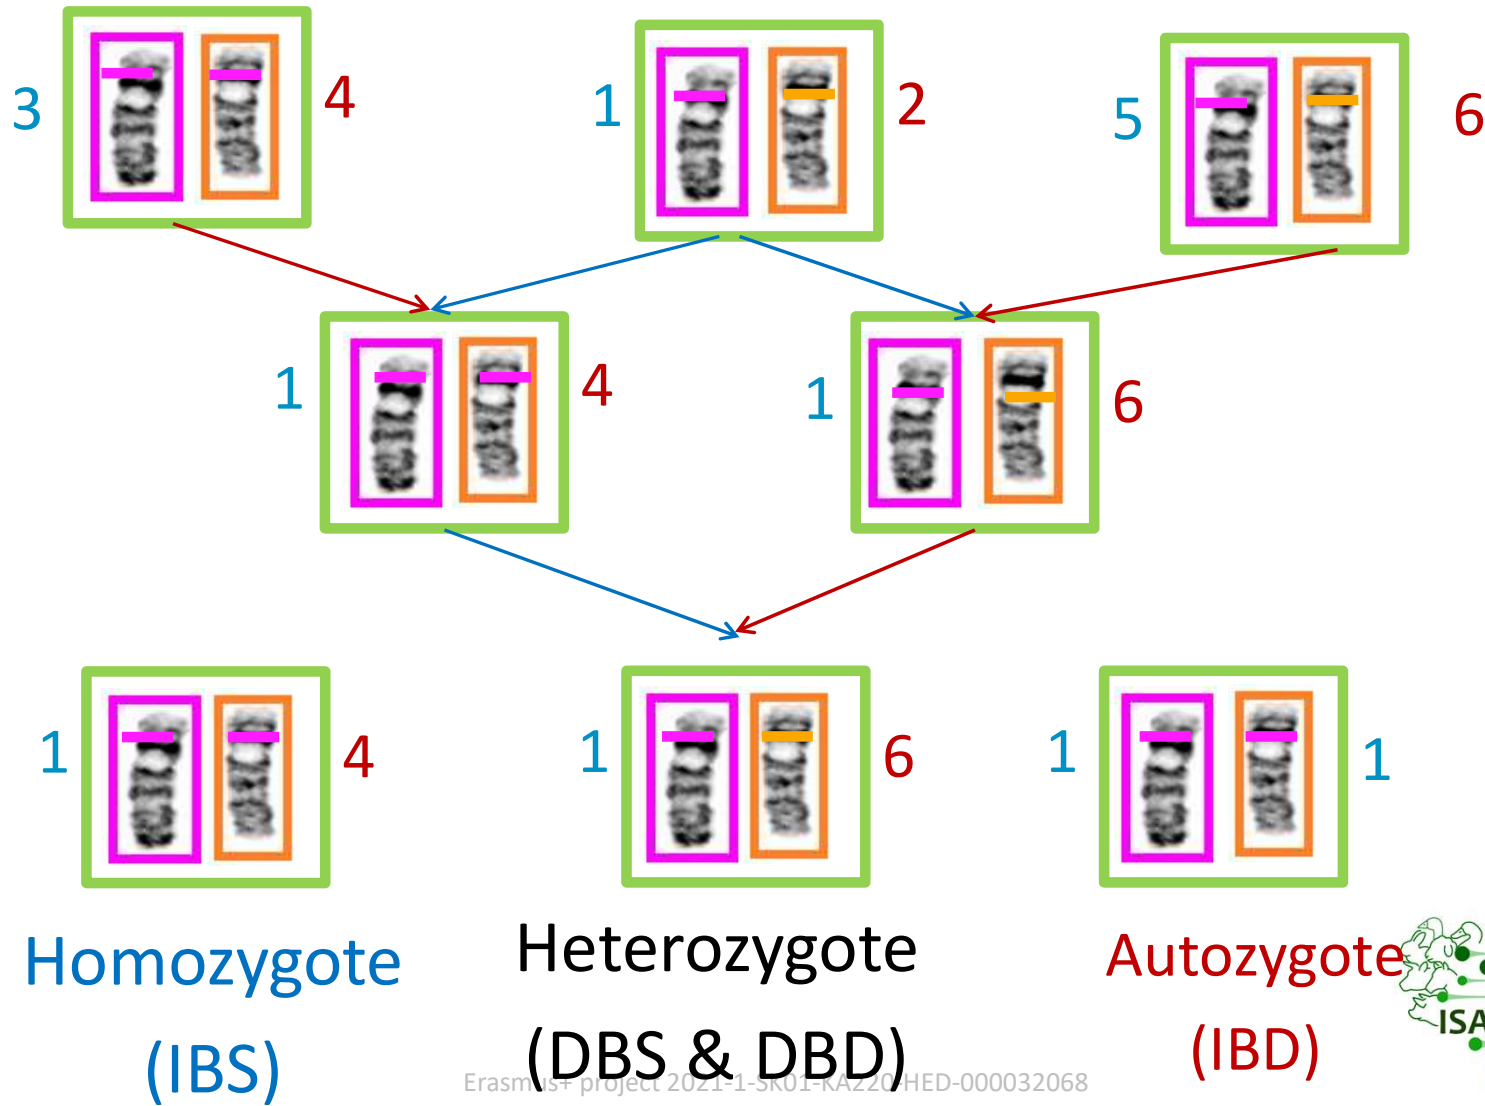 3 4 1 2 5 6
1 4 1 6
1 4 1 6 1 1
Homozygote Heterozygote Autozygote
(IBS) (DBS & DBD) (IBD)
ISA
Erasmus+ project 2021-1-SK01-KA220-HED-000032068